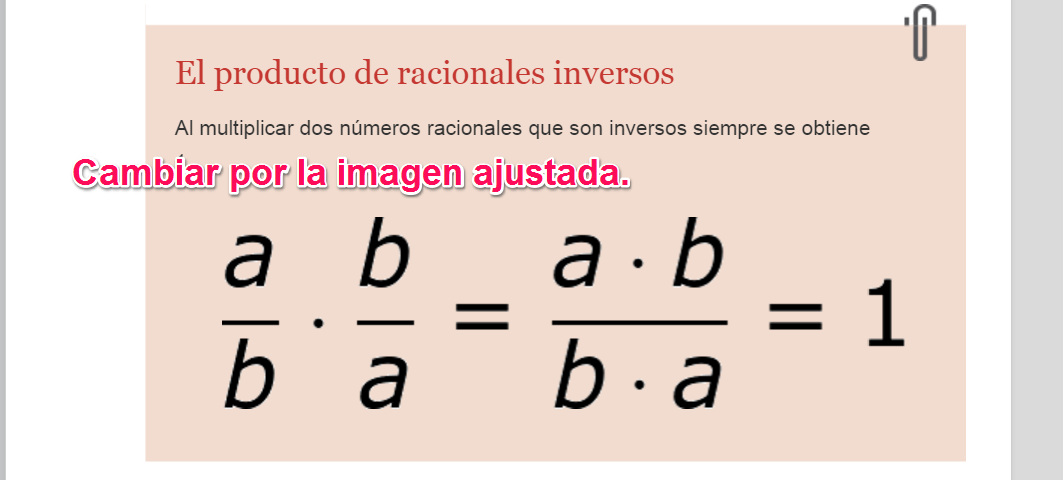 El producto de racionales inversos
Al multiplicar dos números racionales que son inversos siempre se obtiene
Cambiar por la imagen ajustada.
a/b · b/a = a · b/b · a = 1